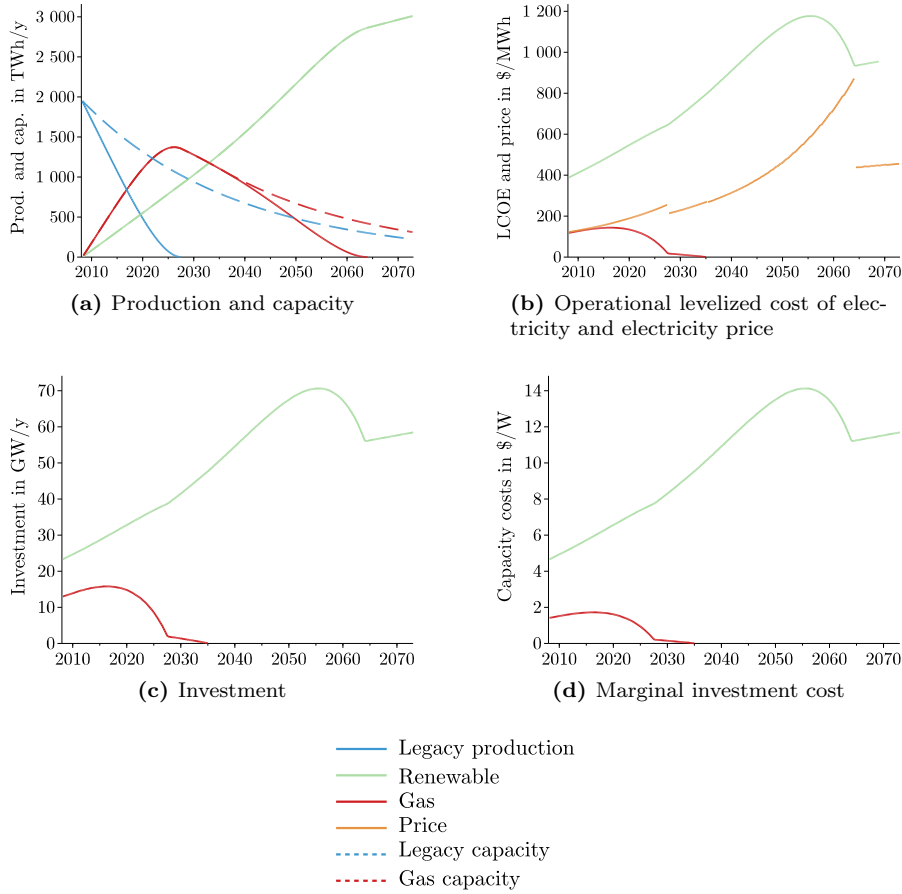 Prod. and cap. in TWh/y
3 000
2 500
2 000
1 500
1 000
500
0
2010 2020 2030 2040 2050 2060 2070
(a) Production and capacity
LCOE and price in $/MWh
1 200
1 000
800
600
400
200
0
2010 2020 2030 2040 2050 2060 2070
(b) Operational levelized cost of elec-
tricity and electricity price
Investment in GW/y
70
60
50
40
30
20
10
0
2010 2020 2030 2040 2050 2060 2070
(c) Investment
Capacity costs in $/W
14
12
10
8
6
4
2
0
2010 2020 2030 2040 2050 2060 2070
(d) Marginal investment cost
Legacy production
Renewable
Gas
Price
Legacy capacity
Gas capacity